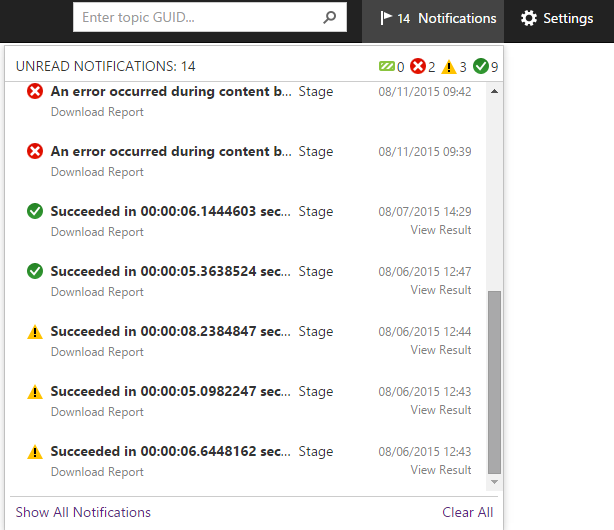 Enter topic GUID... 14 Notifications Settings
UNREAD NOTIFICATIONS: 14 0 2 3 9
An error occurred during content b... Stage 08/11/2015 09:42
Download Report
An error occurred during content b... Stage 08/11/2015 09:39
Download Report
Succeeded in 00:00:06.1444603 sec... Stage 08/07/2015 14:29
Download Report View Result
Succeeded in 00:00:05.3638524 sec... Stage 08/06/2015 12:47
Download Report View Result
Succeeded in 00:00:08.2384847 sec... Stage 08/06/2015 12:44
Download Report View Result
Succeeded in 00:00:05.0982247 sec... Stage 08/06/2015 12:43
Download Report View Result
Succeeded in 00:00:06.6448162 sec... Stage 08/06/2015 12:43
Download Report View Result
Show All Notifications Clear All